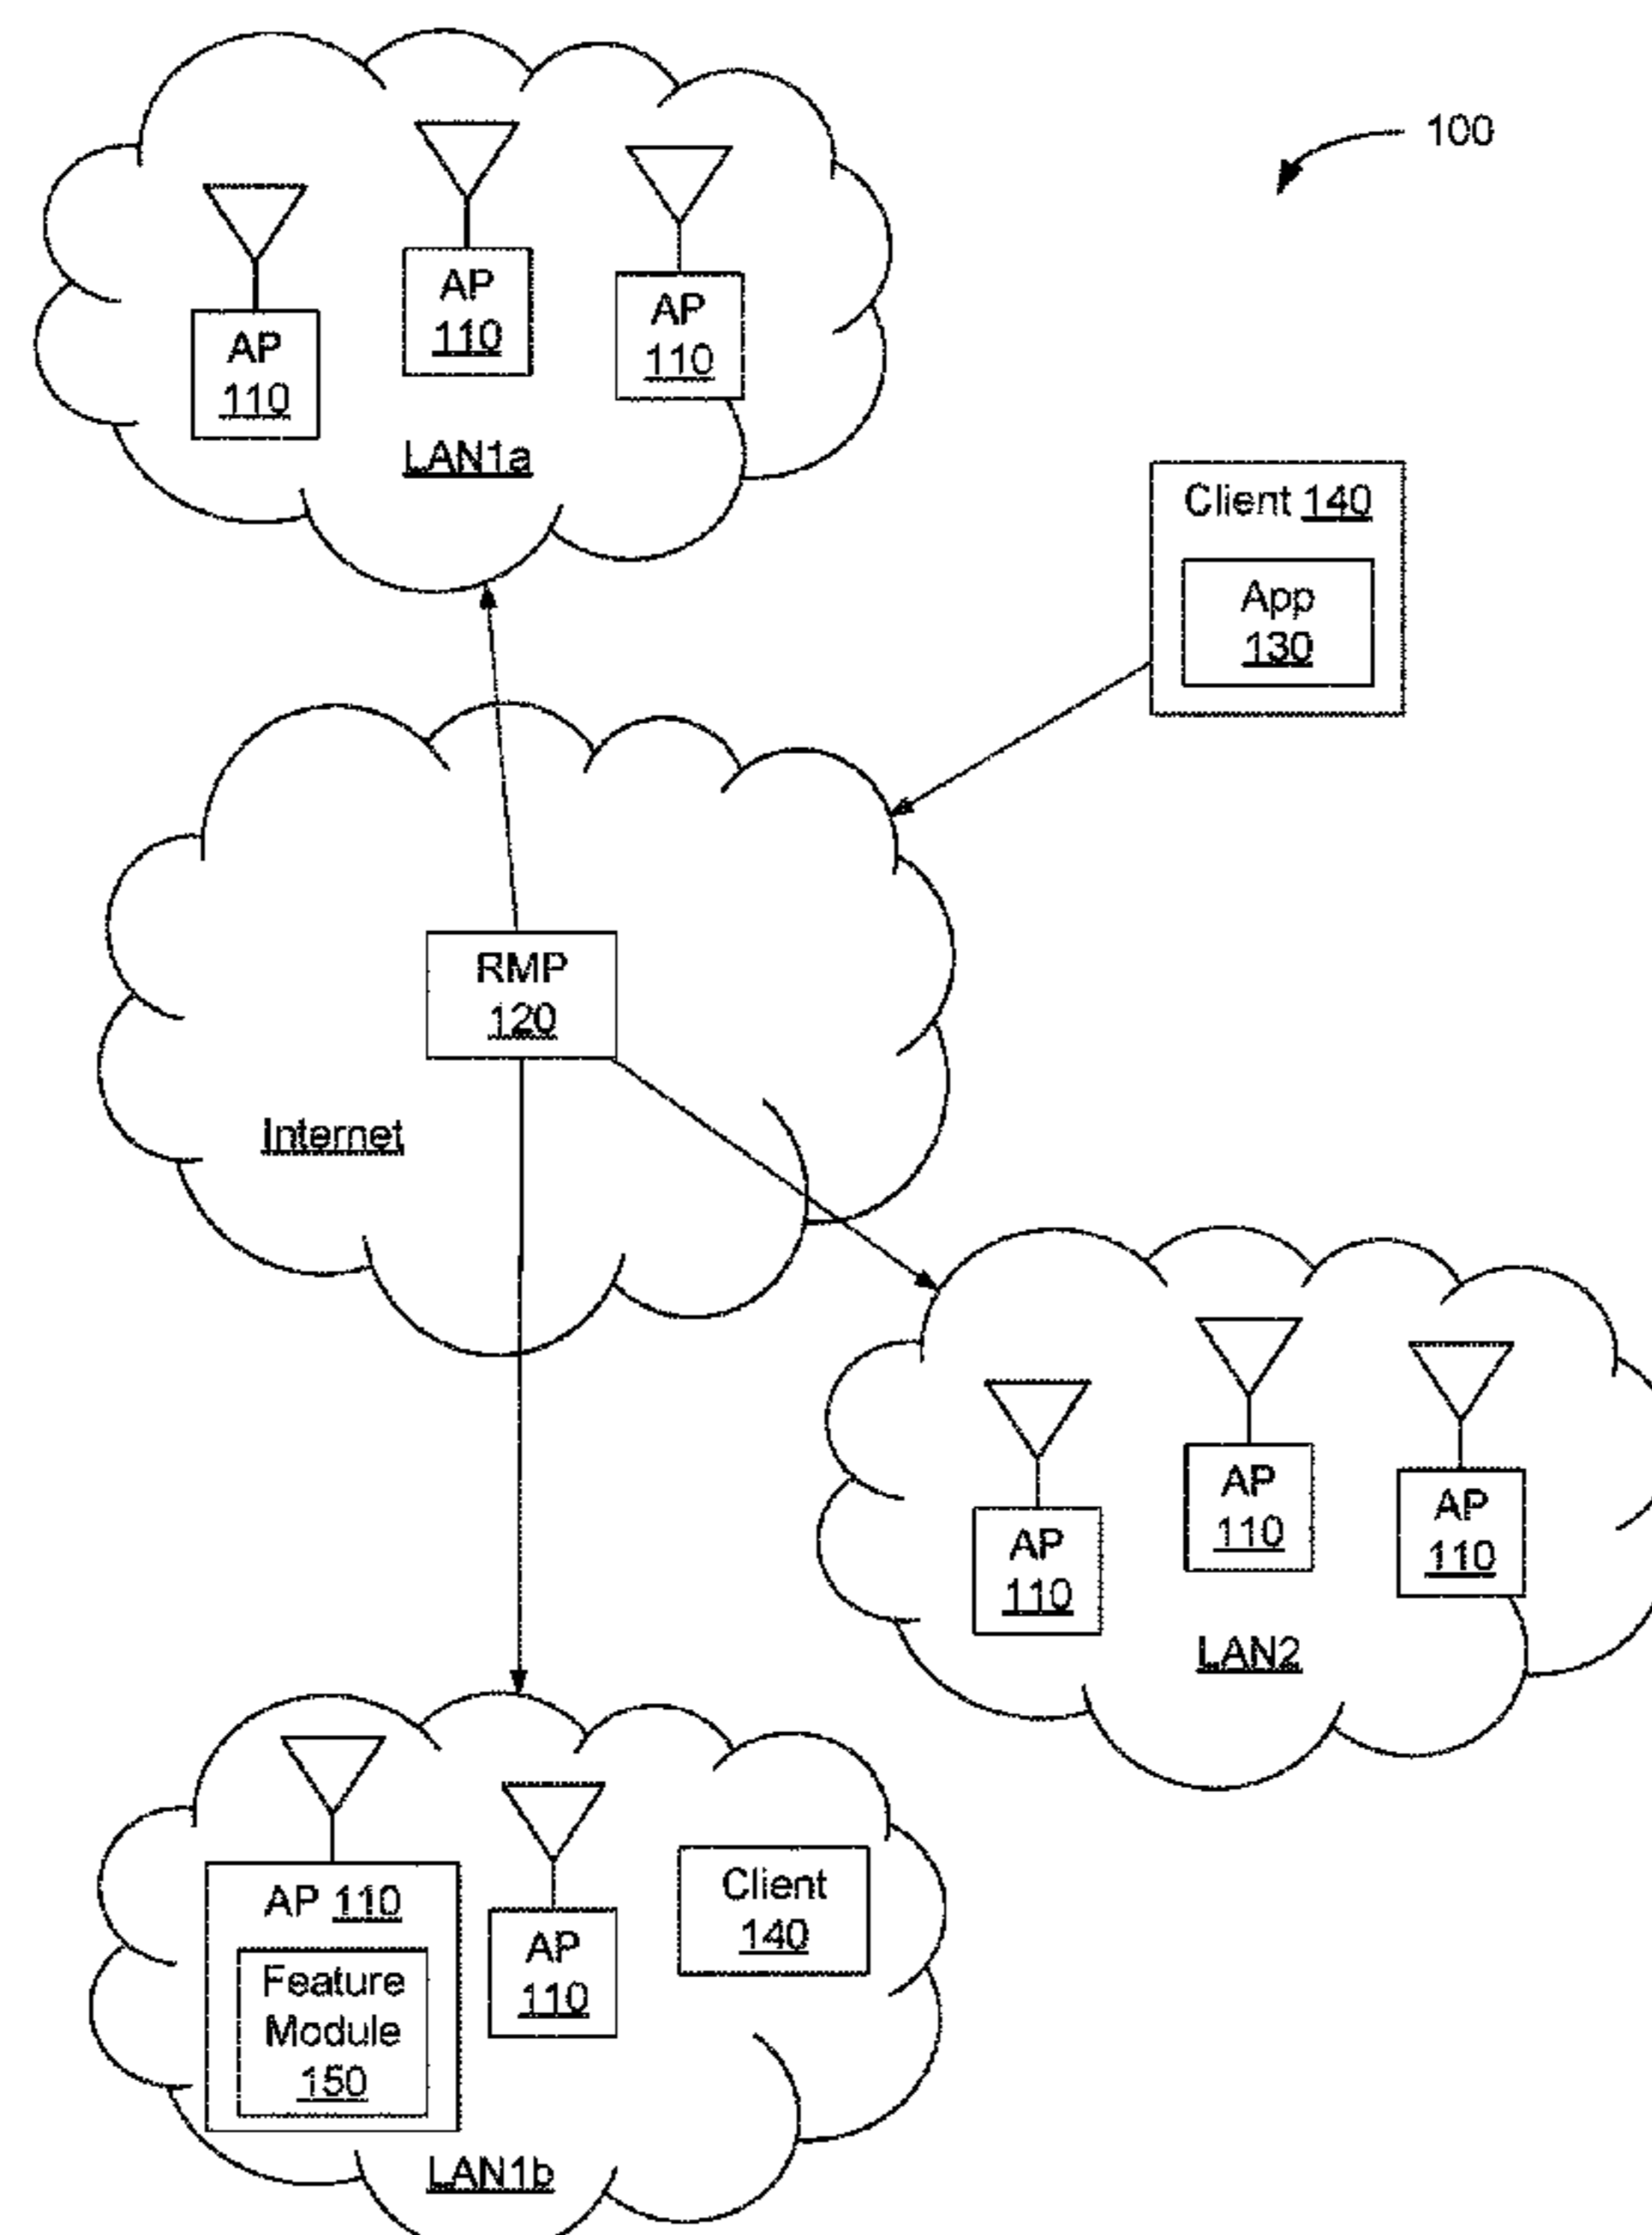 100
AP
110
AP
110
AP
110
LAN1a
Client 140
App
130
RMP
120
Internet
AP
110
AP
110
AP
110
LAN2
AP 110
Feature
Module
150
AP
110
Client
140
LAN1b